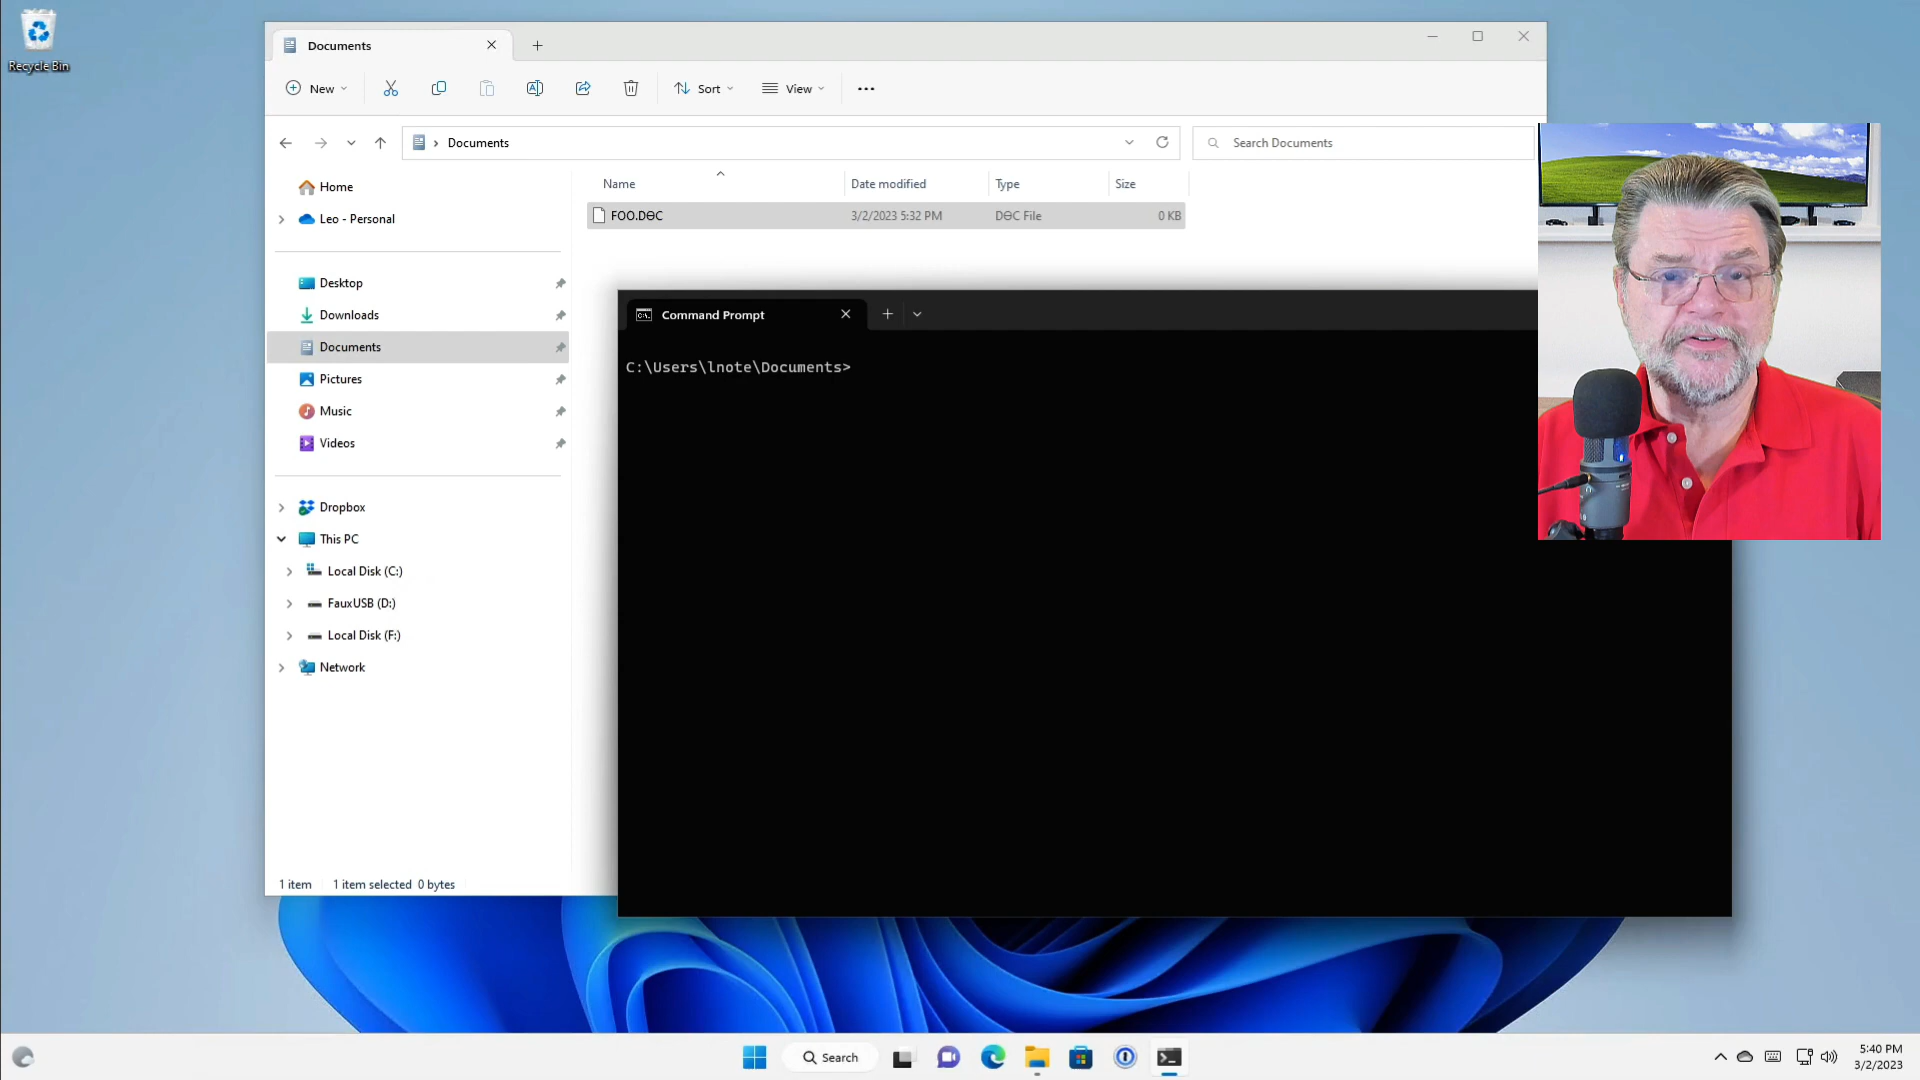 Recycle Bin
Documents
New
Sort
View
Documents
Search Documents
Name
Date modified
Type
Size
FOO.DӨC
3/2/2023 5:32 PM
DӨC File
0 KB
Home
Leo - Personal
Desktop
Downloads
Documents
Pictures
Music
Videos
Dropbox
This PC
Local Disk (C:)
FauxUSB (D:)
Local Disk (F:)
Network
1 item
1 item selected 0 bytes
Command Prompt
C:\Users\lnote\Documents>
Search
5:40 PM
3/2/2023